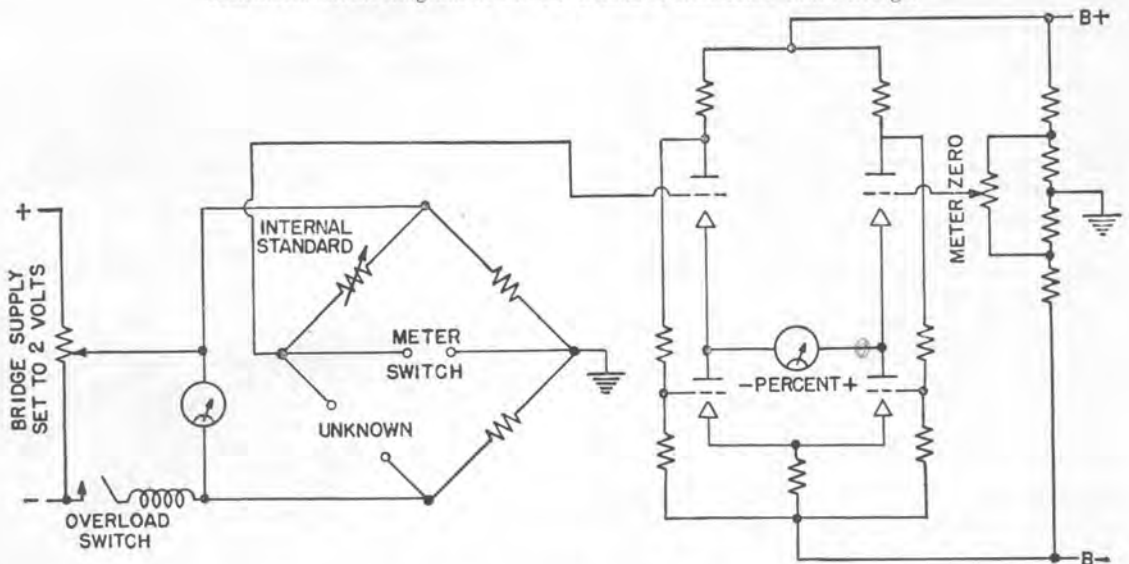 B+
INTERNAL
STANDARD
METER ZERO
+
BRIDGE SUPPLY
SET TO 2 VOLTS
METER
SWITCH
- PERCENT +
UNKNOWN
-
OVERLOAD
SWITCH
B-